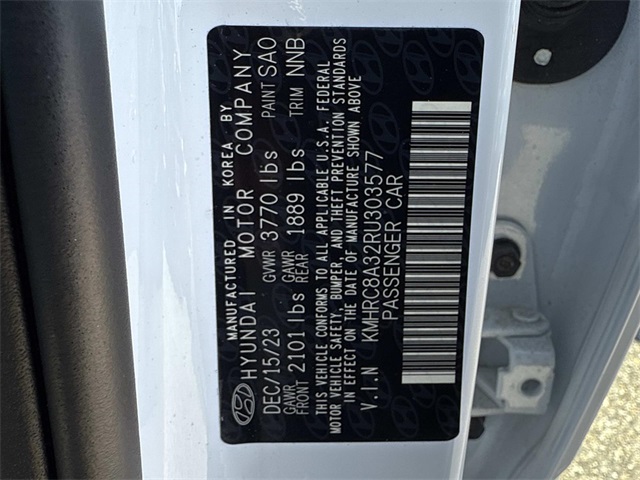 MANUFACTURED IN KOREA BY
HYUNDAI MOTOR COMPANY
DEC/15/23 GVWR 3770 lbs PAINT SAO
GAWR FRONT 2101 lbs GAWR REAR 1889 lbs TRIM NNB
THIS VEHICLE CONFORMS TO ALL APPLICABLE U.S.A. FEDERAL
MOTOR VEHICLE SAFETY, BUMPER, AND THEFT PREVENTION STANDARDS
IN EFFECT ON THE DATE OF MANUFACTURE SHOWN ABOVE
V.I.N KMHRC8A32RU303577
PASSENGER CAR